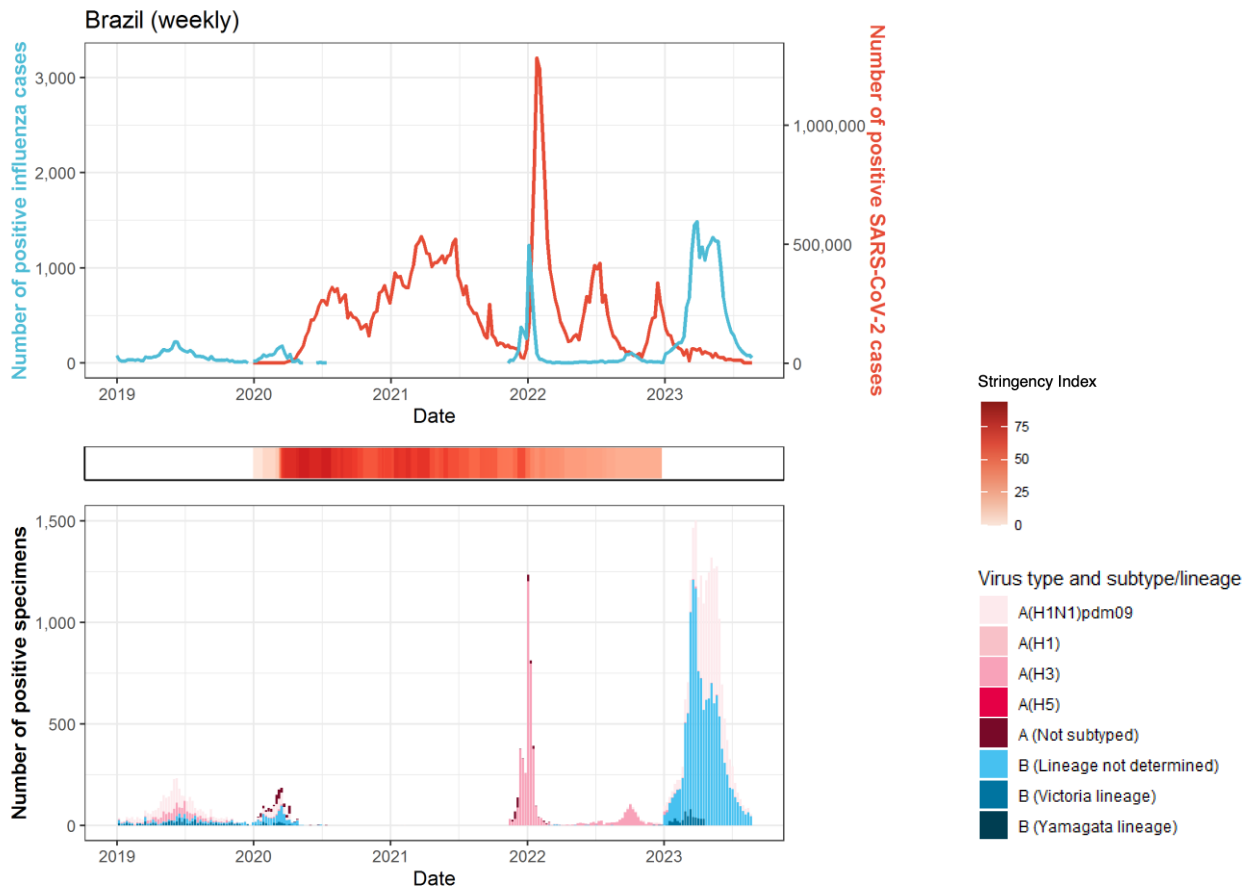 Brazil (weekly)
Number of positive influenza cases
3,000
2,000
1,000
0
1,000,000
500,000
0
Number of positive SARS-CoV-2 cases
2019
2020
2021
2022
2023
Date
Stringency Index
75
50
25
0
Number of positive specimens
1,500
1,000
500
0
2019
2020
2021
2022
2023
Date
Virus type and subtype/lineage
A(H1N1)pdm09
A(H1)
A(H3)
A(H5)
A (Not subtyped)
B (Lineage not determined)
B (Victoria lineage)
B (Yamagata lineage)